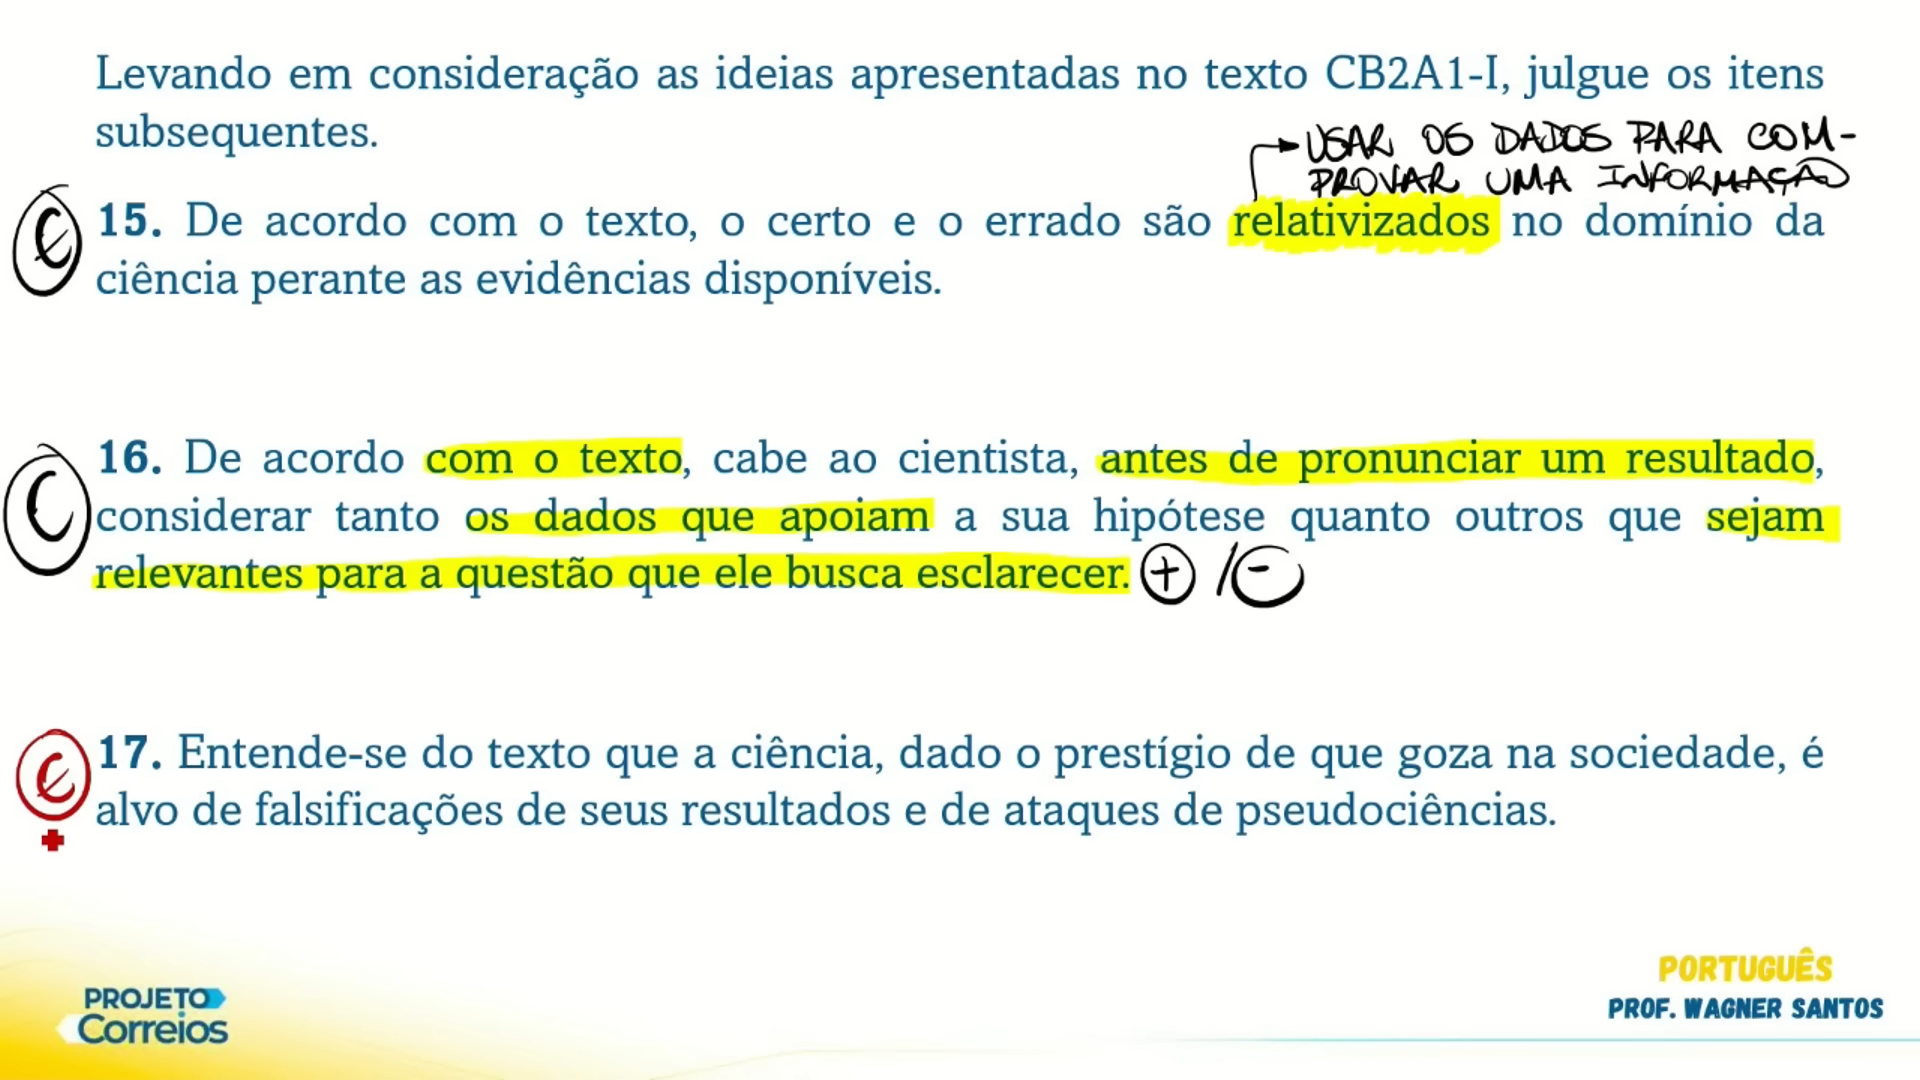 Levando em consideração as ideias apresentadas no texto CB2A1-I, julgue os itens
subsequentes.
USAR OS DADOS PARA COM-
PROVAR UMA INFORMAÇÃO
E 15. De acordo com o texto, o certo e o errado são relativizados no domínio da
ciência perante as evidências disponíveis.
C 16. De acordo com o texto, cabe ao cientista, antes de pronunciar um resultado,
considerar tanto os dados que apoiam a sua hipótese quanto outros que sejam
relevantes para a questão que ele busca esclarecer. + / -
E 17. Entende-se do texto que a ciência, dado o prestígio de que goza na sociedade, é
alvo de falsificações de seus resultados e de ataques de pseudociências.
PROJETO
Correios
PORTUGUÊS
PROF. WAGNER SANTOS